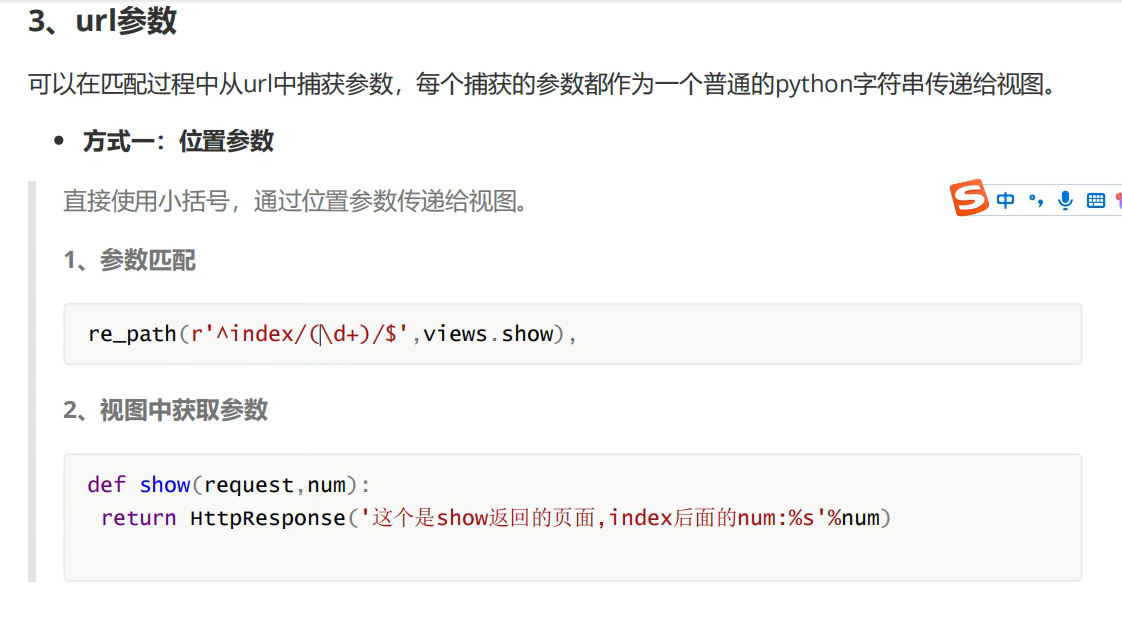 3、url参数
可以在匹配过程中从url中捕获参数，每个捕获的参数都作为一个普通的python字符串传递给视图。
• 方式一：位置参数
直接使用小括号，通过位置参数传递给视图。
中
1、参数匹配
re_path(r'^index/(\d+)/$',views.show),
2、视图中获取参数
def show(request,num):
 return HttpResponse('这个是show返回的页面,index后面的num:%s'%num)